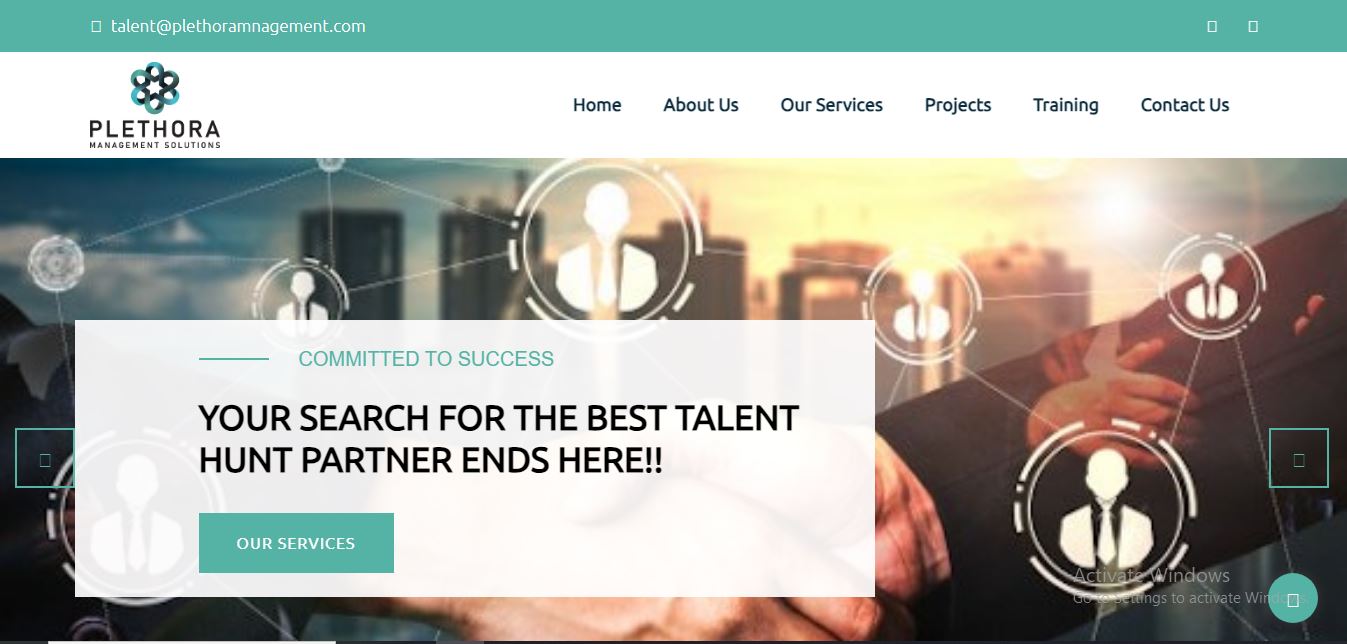 talent@plethoramnagement.com
PLETHORA
MANAGEMENT SOLUTIONS
Home About Us Our Services Projects Training Contact Us
COMMITTED TO SUCCESS
YOUR SEARCH FOR THE BEST TALENT
HUNT PARTNER ENDS HERE!!
OUR SERVICES
Activate Windows
Go to Settings to activate Windows.